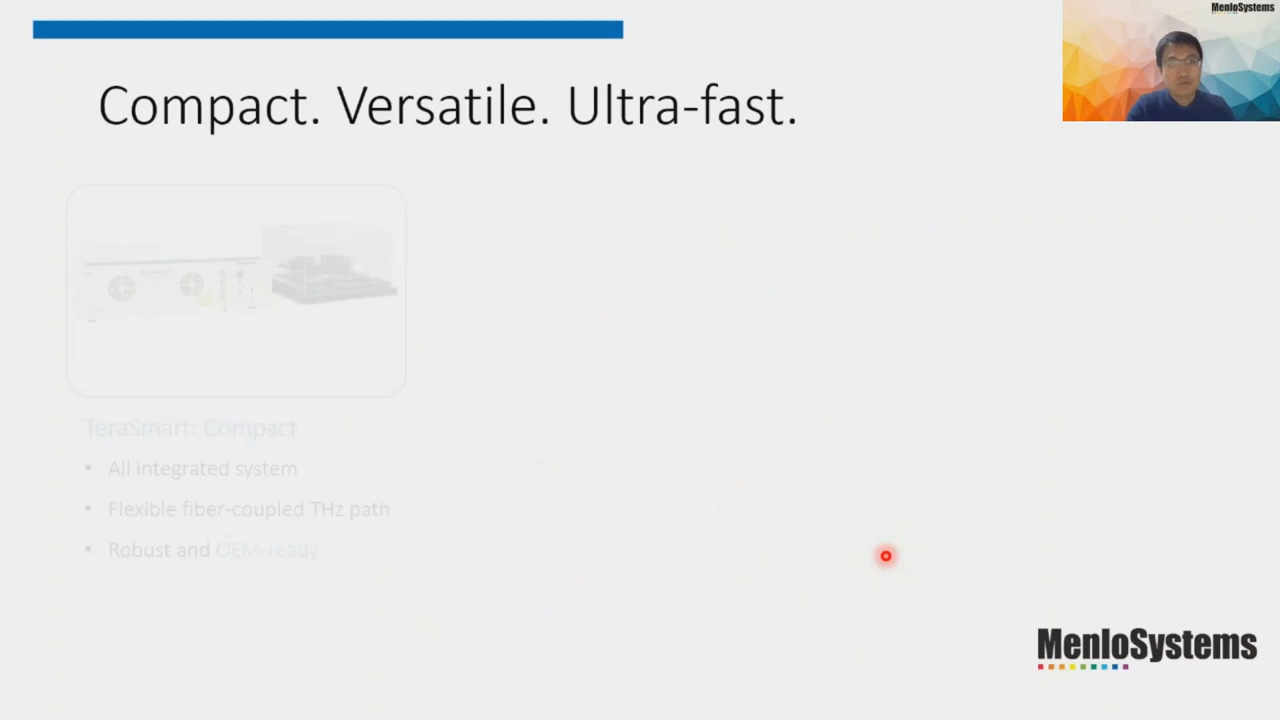 MenloSystems
Compact. Versatile. Ultra-fast.
TeraSmart: Compact
• All integrated system
• Flexible fiber-coupled THz path
• Robust and OEM-ready
MenloSystems